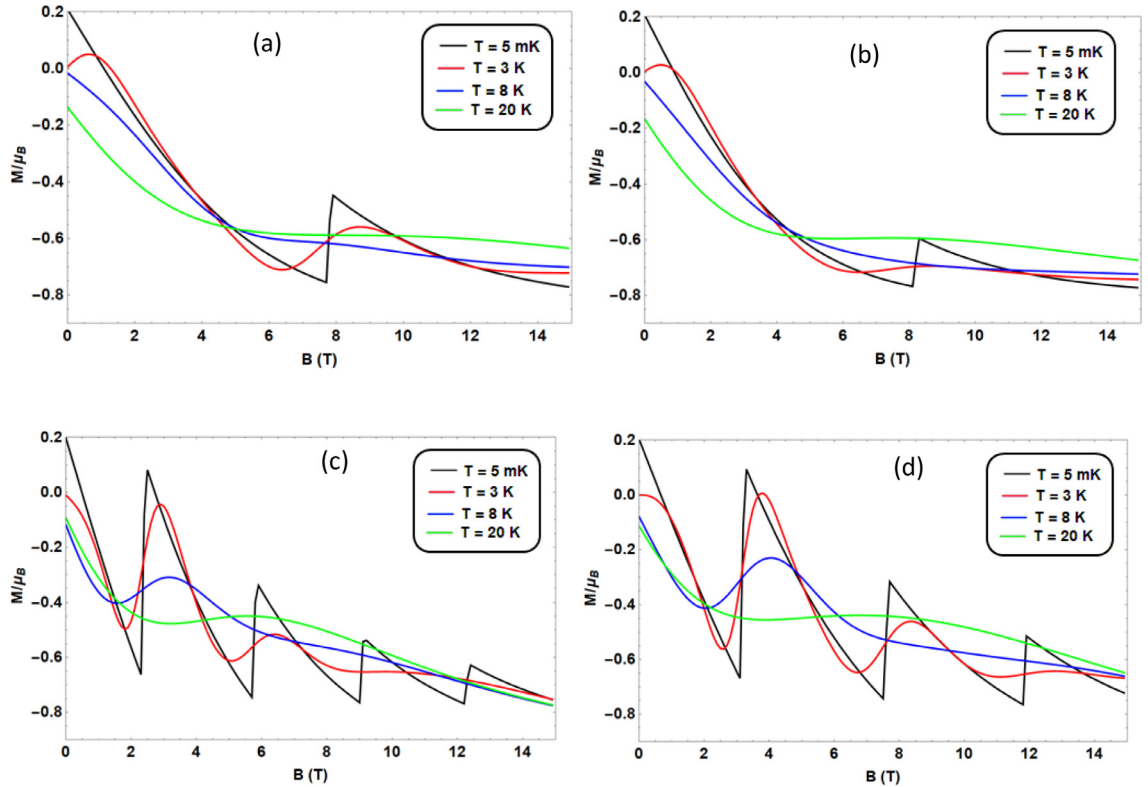 (a)
T = 5 mK
T = 3 K
T = 8 K
T = 20 K
0.2
0.0
−0.2
−0.4
−0.6
−0.8
M/μB
0 2 4 6 8 10 12 14
B (T)
(b)
T = 5 mK
T = 3 K
T = 8 K
T = 20 K
0.2
0.0
−0.2
−0.4
−0.6
−0.8
M/μB
0 2 4 6 8 10 12 14
B (T)
(c)
T = 5 mK
T = 3 K
T = 8 K
T = 20 K
0.2
0.0
−0.2
−0.4
−0.6
−0.8
M/μB
0 2 4 6 8 10 12 14
B (T)
(d)
T = 5 mK
T = 3 K
T = 8 K
T = 20 K
0.2
0.0
−0.2
−0.4
−0.6
−0.8
M/μB
0 2 4 6 8 10 12 14
B (T)